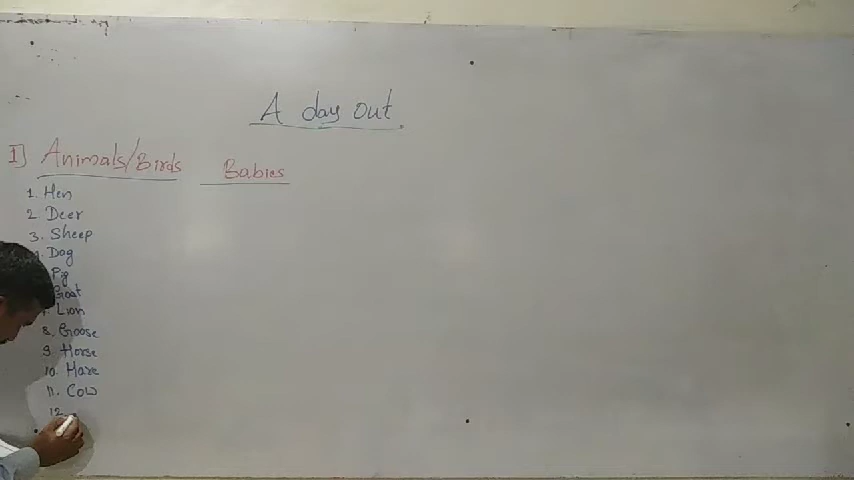 A day out.
I] Animals/Birds Babies
1. Hen
2. Deer
3. Sheep
Dog
Pig
Goat
Lion
8. Goose
9. Horse
10. Hare
11. Cow
12.